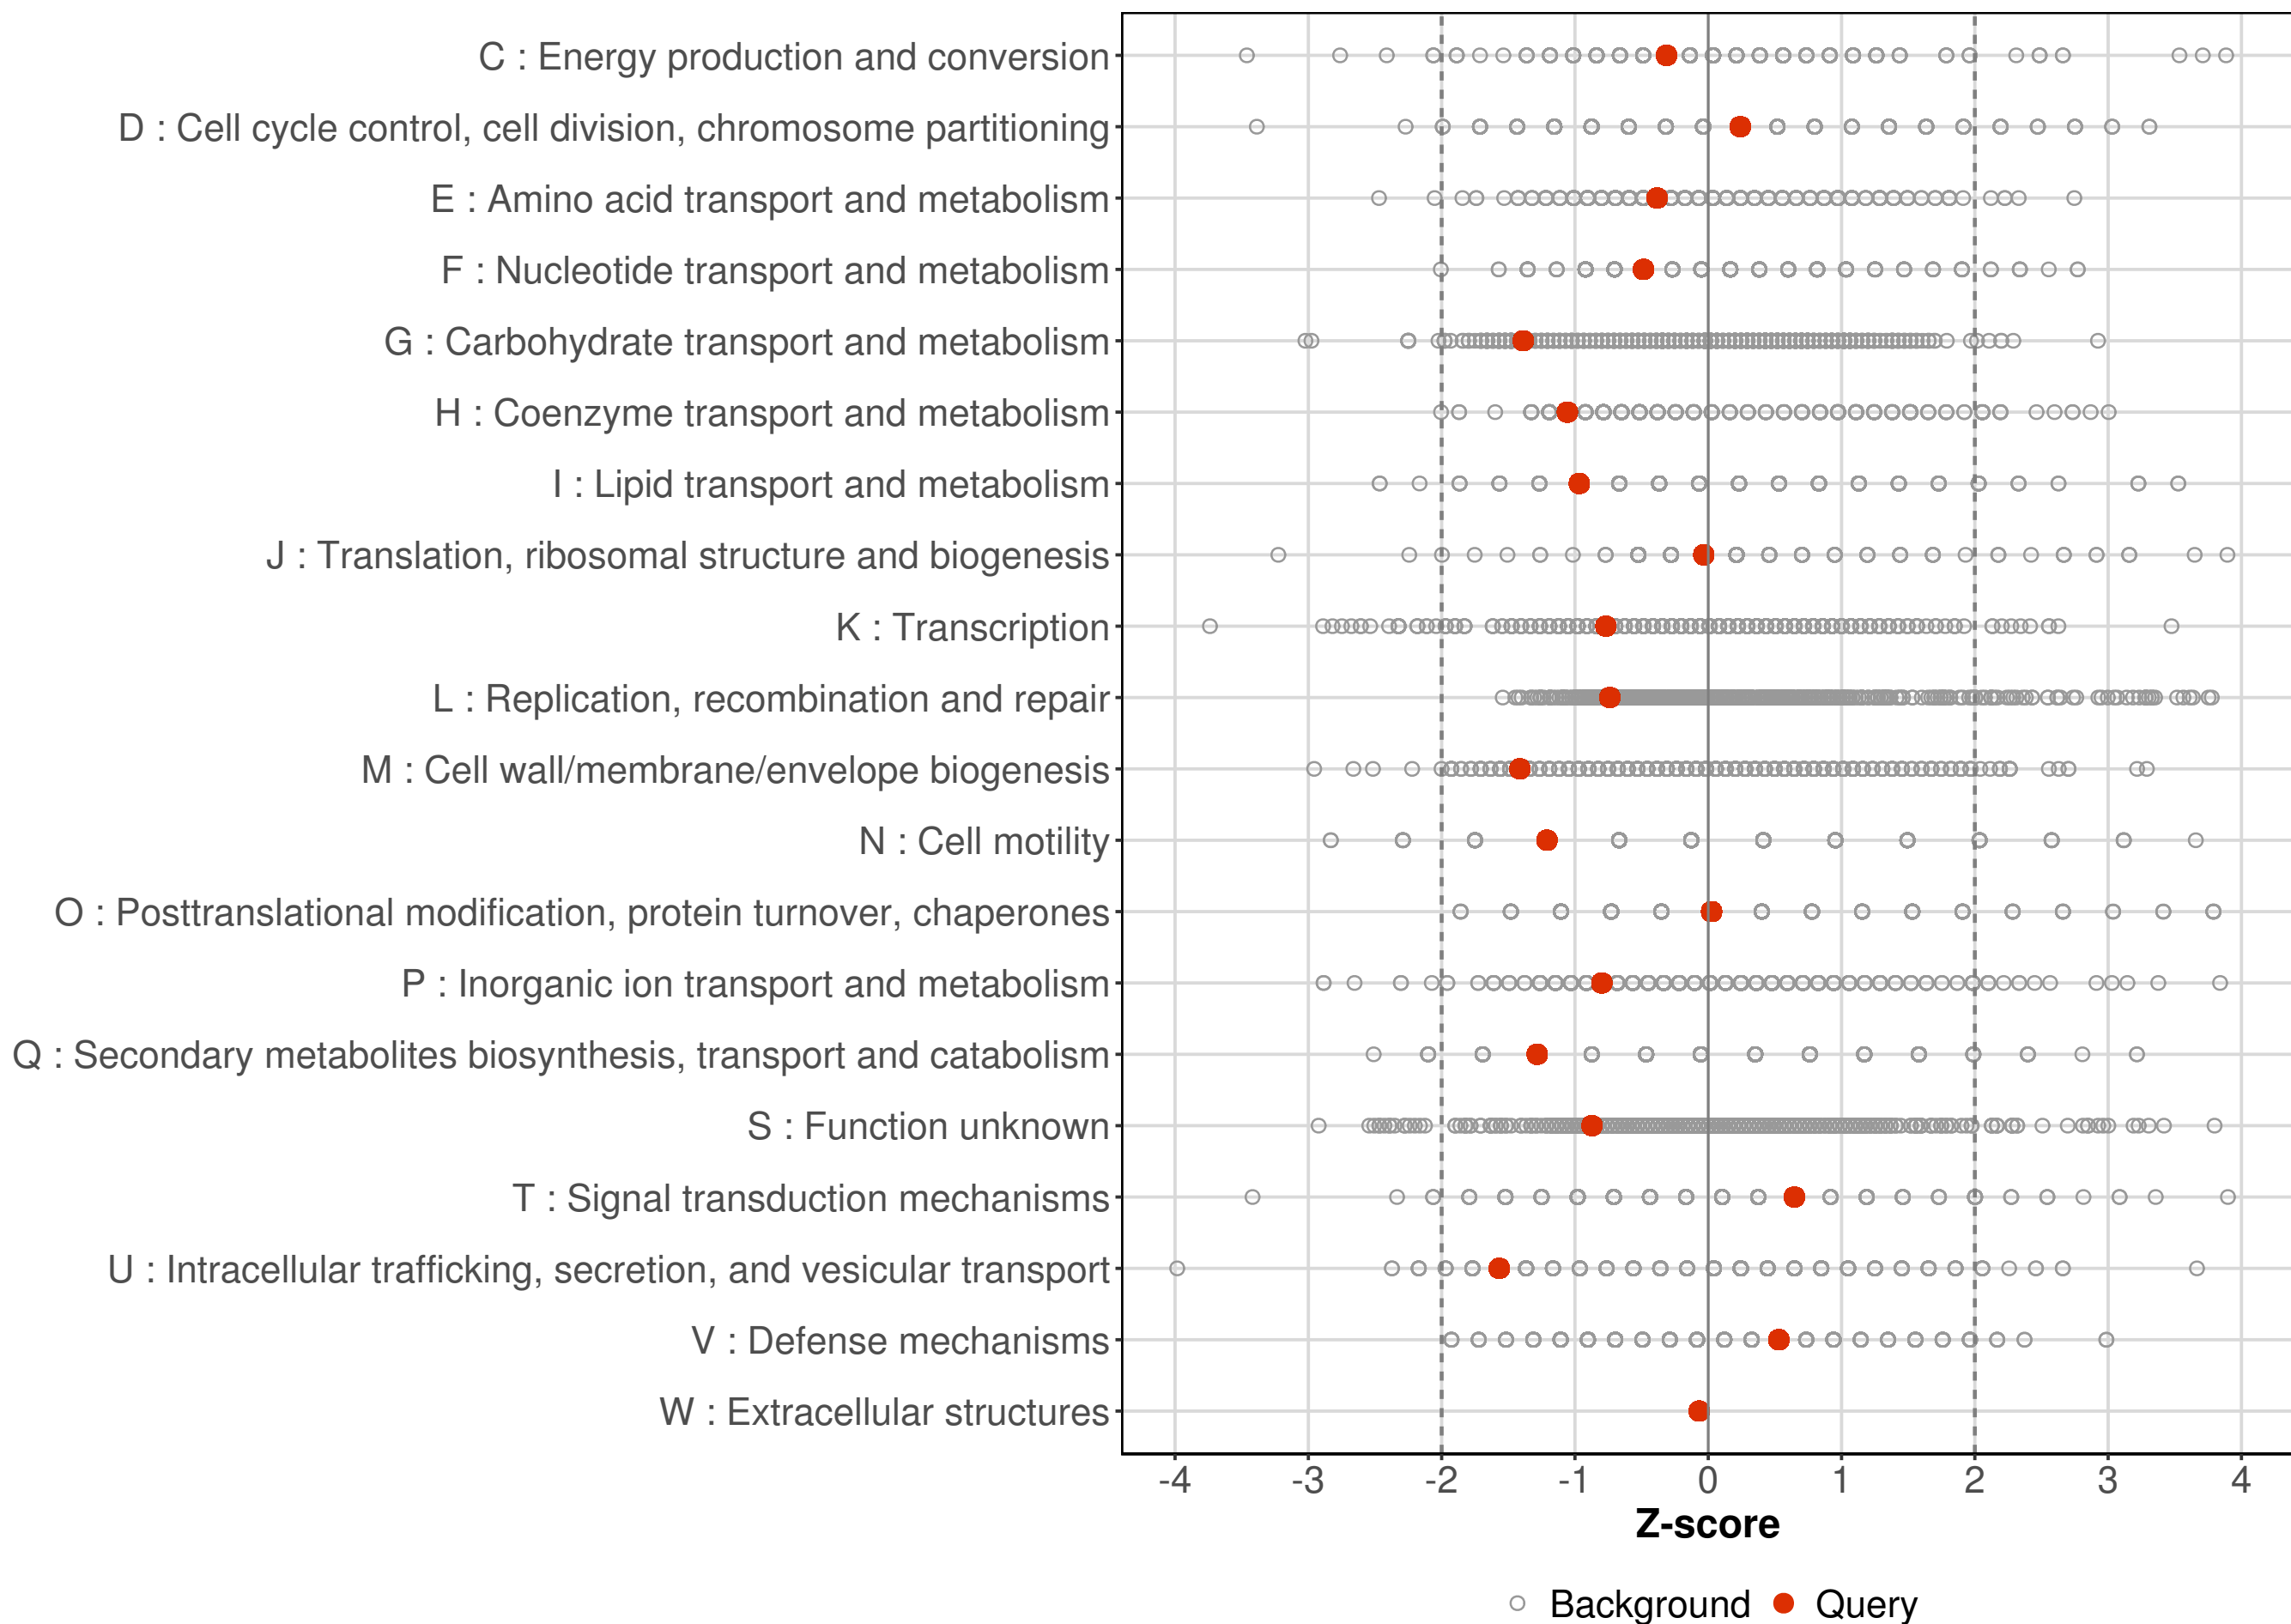 C : Energy production and conversion
D : Cell cycle control, cell division, chromosome partitioning
E : Amino acid transport and metabolism
F : Nucleotide transport and metabolism
G : Carbohydrate transport and metabolism
H : Coenzyme transport and metabolism
I : Lipid transport and metabolism
J : Translation, ribosomal structure and biogenesis
K : Transcription
L : Replication, recombination and repair
M : Cell wall/membrane/envelope biogenesis
N : Cell motility
O : Posttranslational modification, protein turnover, chaperones
P : Inorganic ion transport and metabolism
Q : Secondary metabolites biosynthesis, transport and catabolism
S : Function unknown
T : Signal transduction mechanisms
U : Intracellular trafficking, secretion, and vesicular transport
V : Defense mechanisms
W : Extracellular structures
-4 -3 -2 -1 0 1 2 3 4
Z-score
Background Query